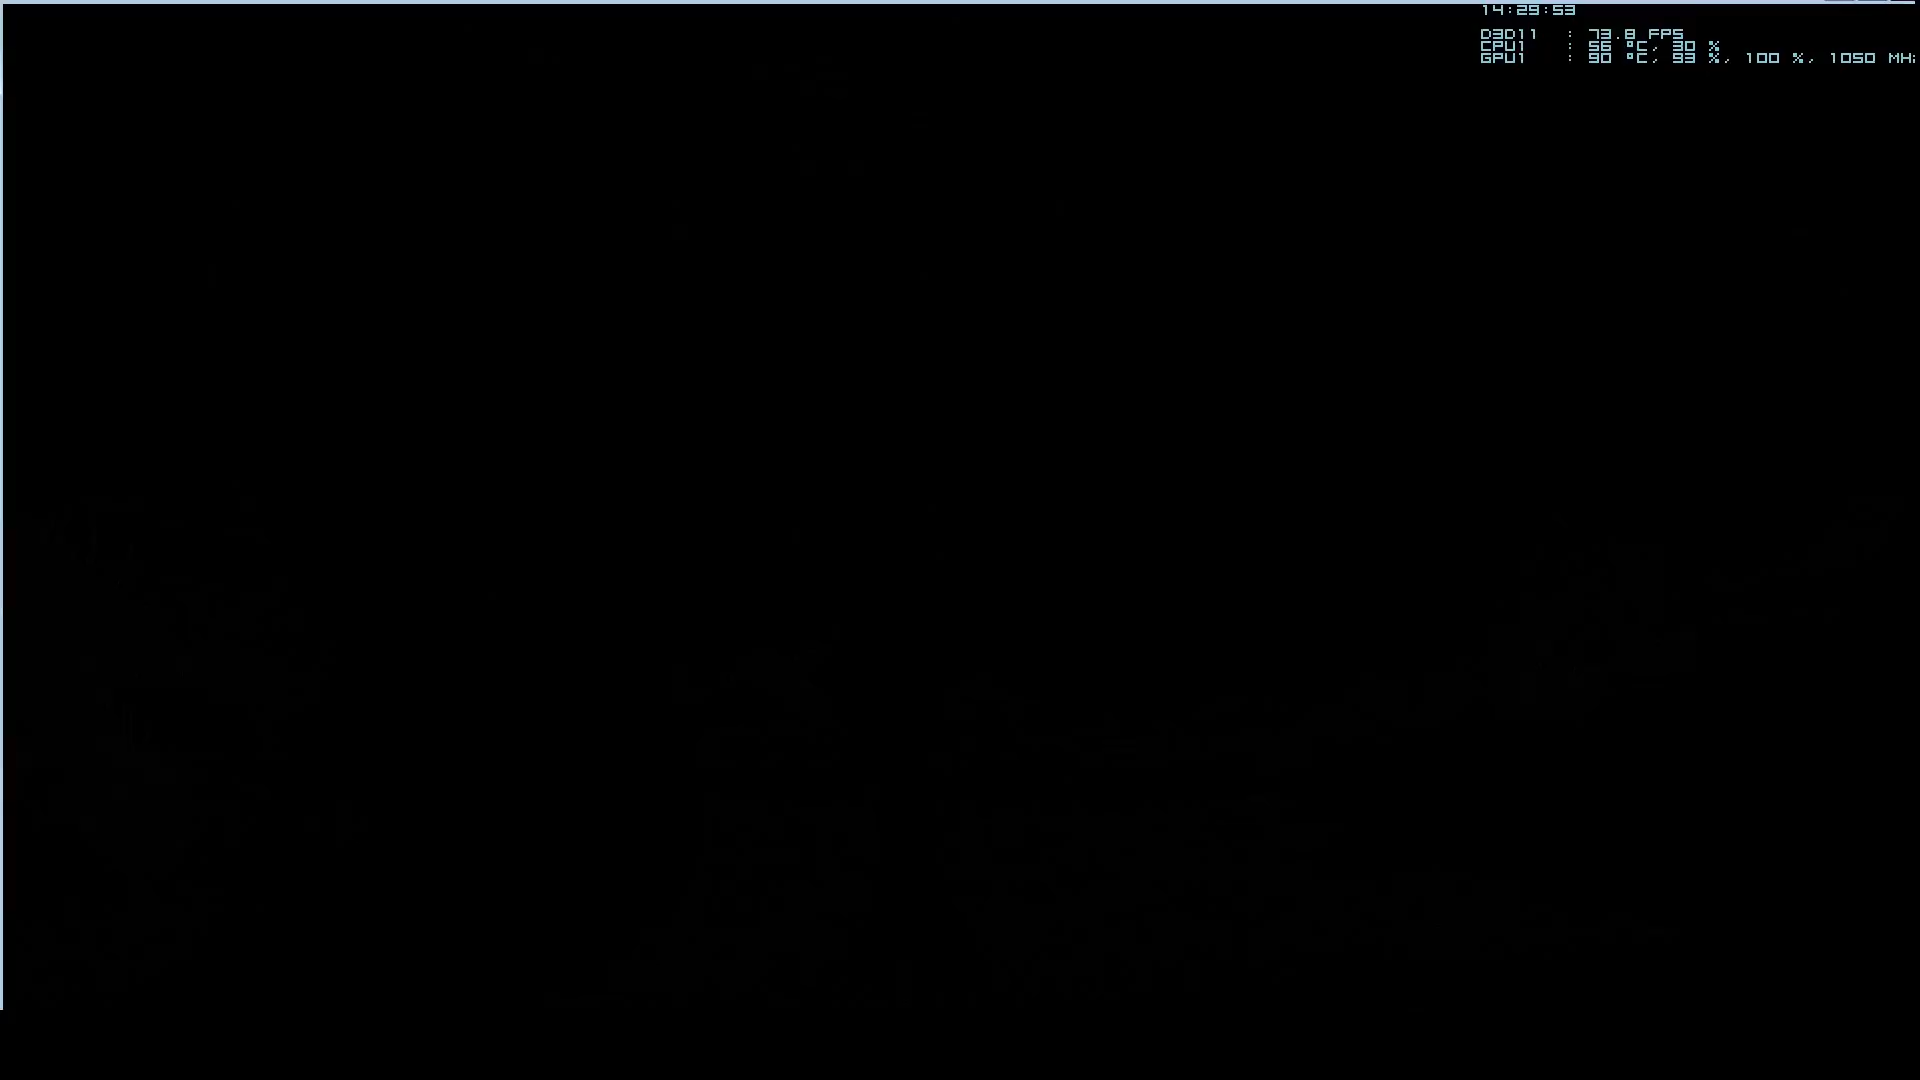 14:29:53
D3D11 : 73.8 FPS
CPU1 : 56 °C, 30 %
GPU1 : 90 °C, 93 %, 100 %, 1050 MH